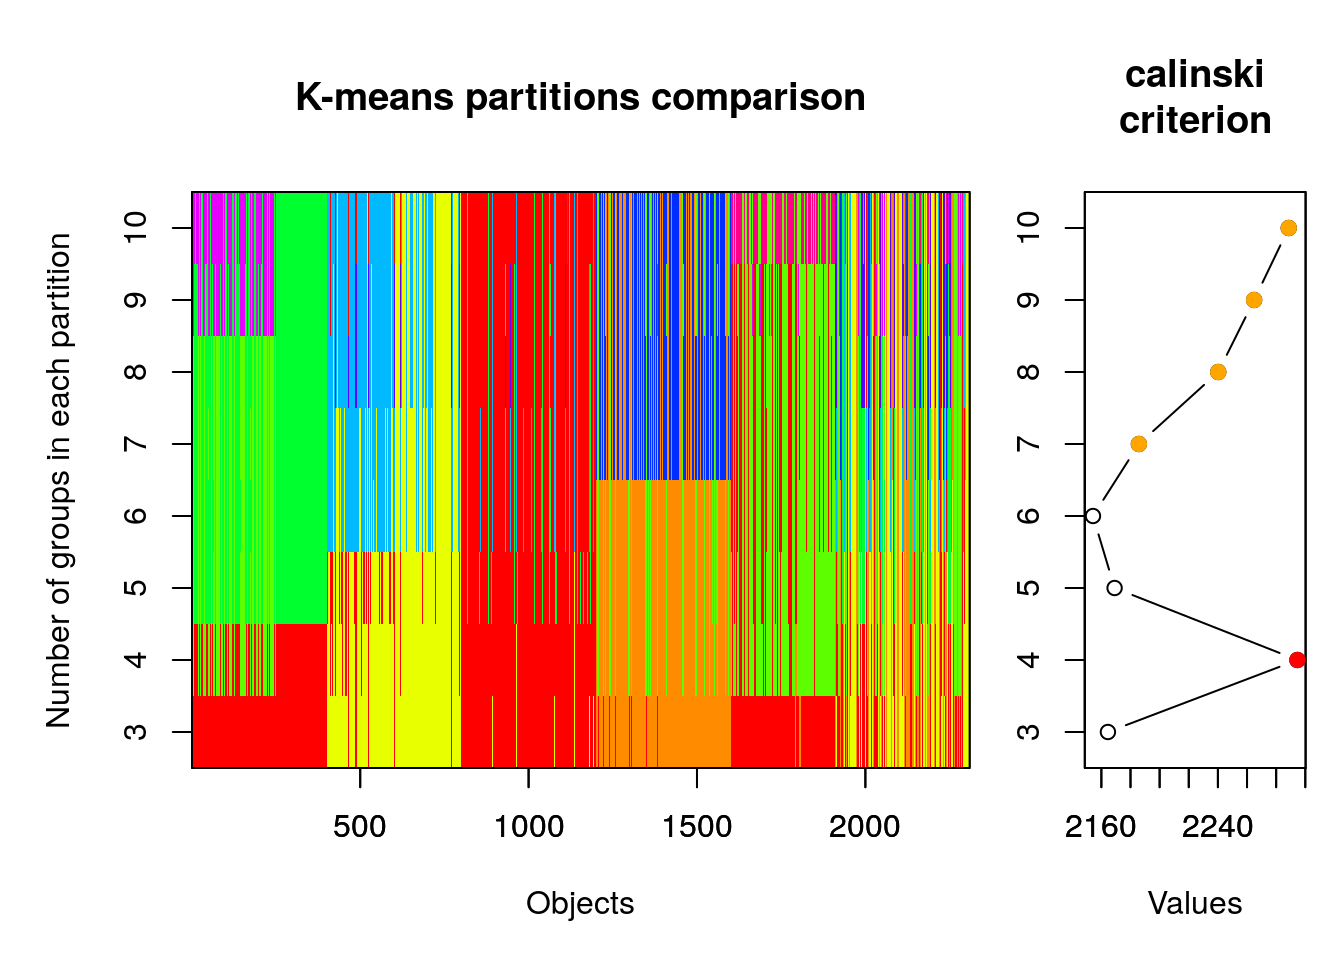 K-means partitions comparison
calinski
criterion
Number of groups in each partition
10
9
8
7
6
5
4
3
500 1000 1500 2000
Objects
10
9
8
7
6
5
4
3
2160 2240
Values